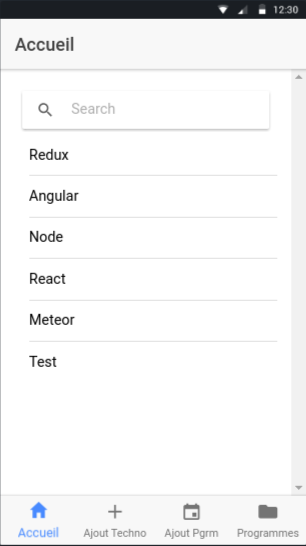 12:30
Accueil
Search
Redux
Angular
Node
React
Meteor
Test
Accueil
Ajout Techno
Ajout Pgrm
Programmes